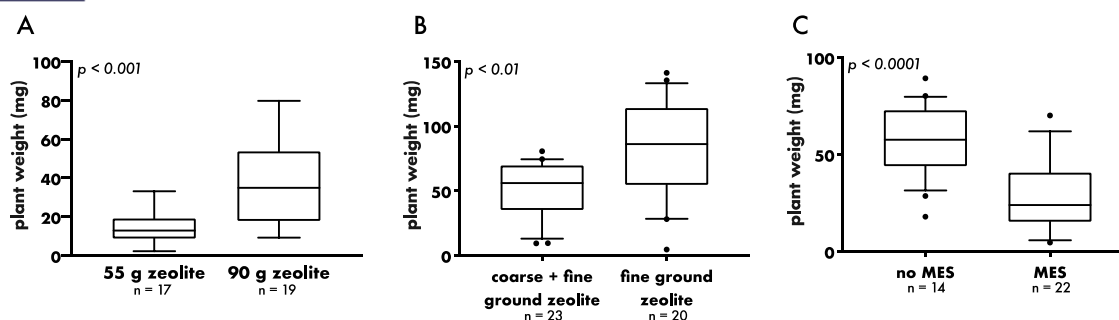 A
p < 0.001
plant weight (mg)
100
80
60
40
20
0
55 g zeolite
n = 17
90 g zeolite
n = 19
B
p < 0.01
plant weight (mg)
150
100
50
0
coarse + fine
ground zeolite
n = 23
fine ground
zeolite
n = 20
C
p < 0.0001
plant weight (mg)
100
50
0
no MES
n = 14
MES
n = 22